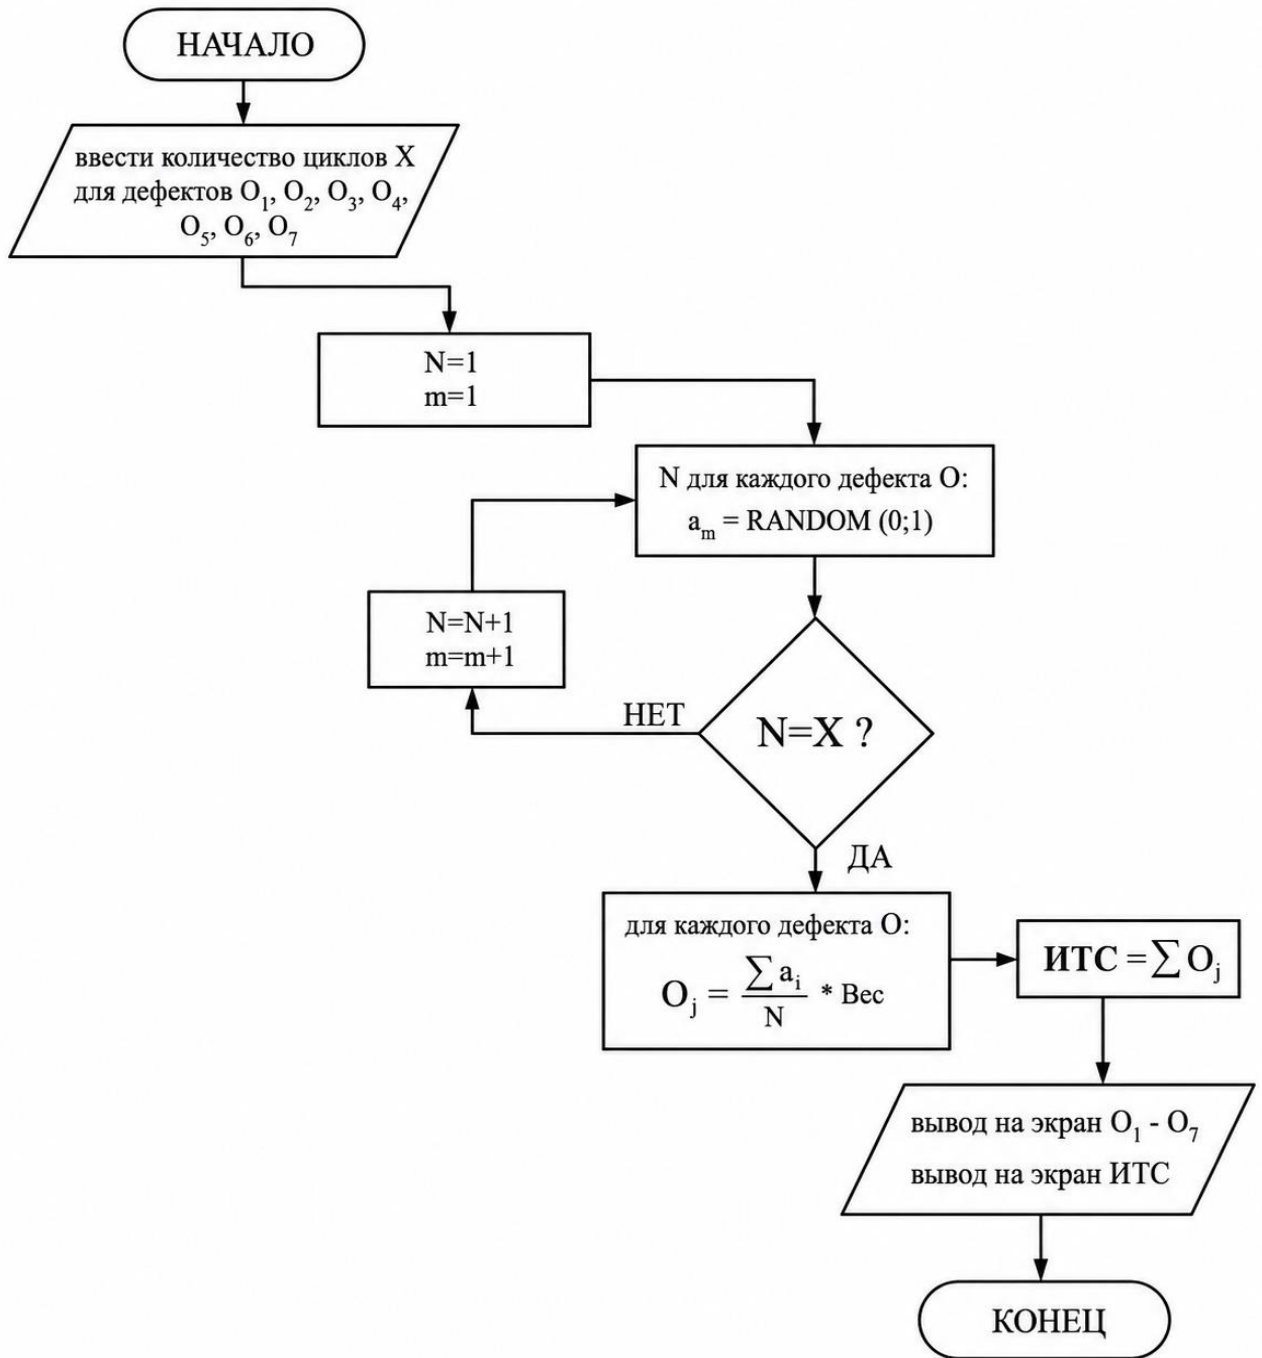 НАЧАЛО
ввести количество циклов X
для дефектов O₁, O₂, O₃, O₄,
O₅, O₆, O₇
N=1
m=1
N для каждого дефекта O:
aₘ = RANDOM (0;1)
N=N+1
m=m+1
НЕТ
N=X ?
ДА
для каждого дефекта O:
Oⱼ = ∑ aᵢ / N * Вес
ИТС = ∑ Oⱼ
вывод на экран O₁ - O₇
вывод на экран ИТС
КОНЕЦ